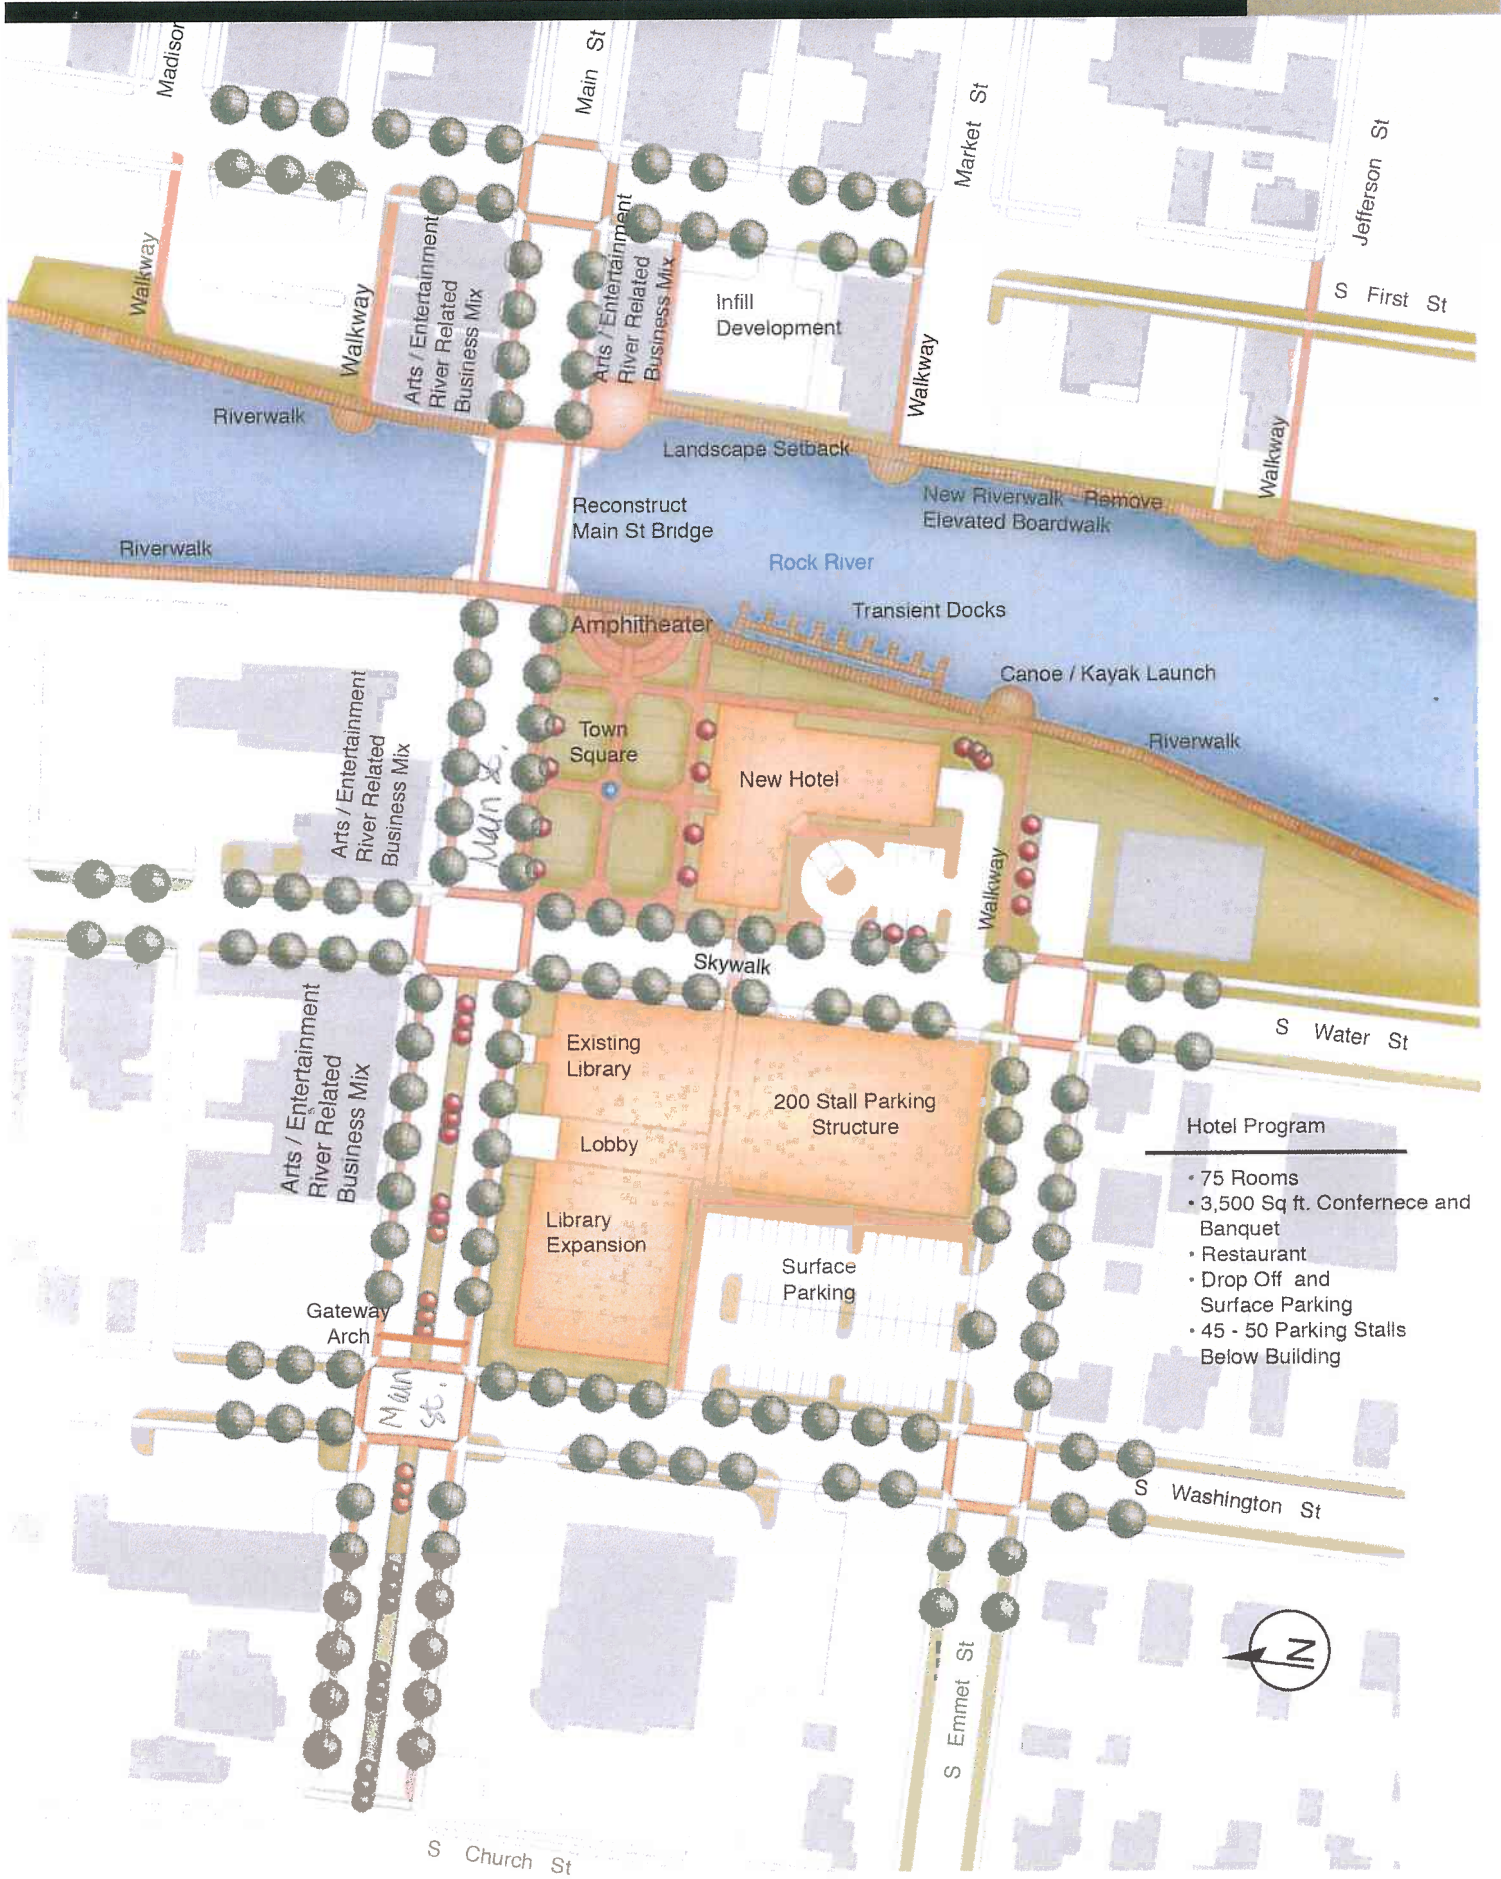 Madison
Main St
Market St
Jefferson St
S First St
Walkway
Walkway
Arts / Entertainment
River Related
Business Mix
Arts / Entertainment
River Related
Business Mix
Infill
Development
Walkway
Walkway
Riverwalk
Landscape Setback
New Riverwalk - Remove
Elevated Boardwalk
Reconstruct
Main St Bridge
Riverwalk
Rock River
Transient Docks
Amphitheater
Canoe / Kayak Launch
Riverwalk
Arts / Entertainment
River Related
Business Mix
Main St.
Town
Square
New Hotel
Walkway
Skywalk
S Water St
Arts / Entertainment
River Related
Business Mix
Existing
Library
Lobby
200 Stall Parking
Structure
Library
Expansion
Surface
Parking
Hotel Program
• 75 Rooms
• 3,500 Sq ft. Confernece and
Banquet
• Restaurant
• Drop Off and
Surface Parking
• 45 - 50 Parking Stalls
Below Building
Gateway
Arch
Main
St.
S Washington St
S Emmet St
N
S Church St